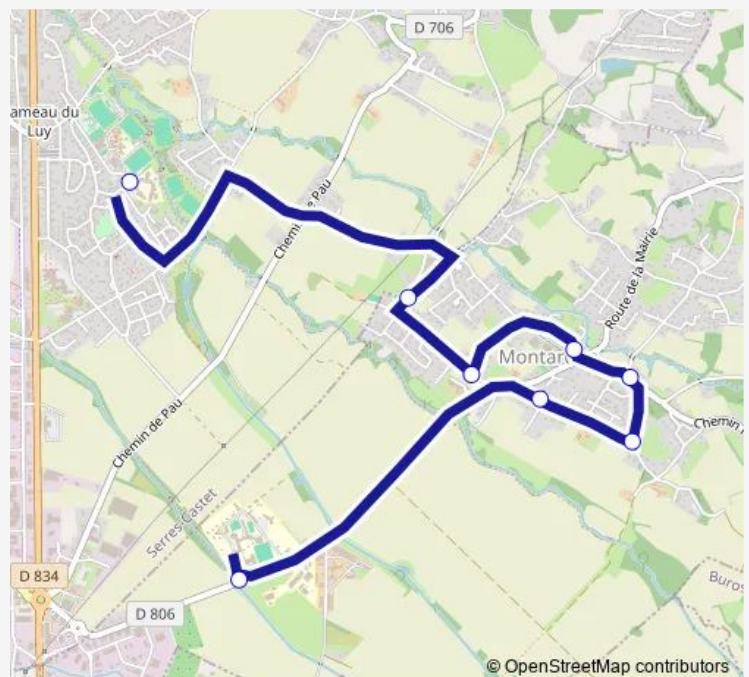 D 706
ameau du
Luy
Chemin de Pau
Route de la Mairie
Montar
Chemin
Chemin de Pau
Serres-Castet
D 834
D 806
Buros
© OpenStreetMap contributors